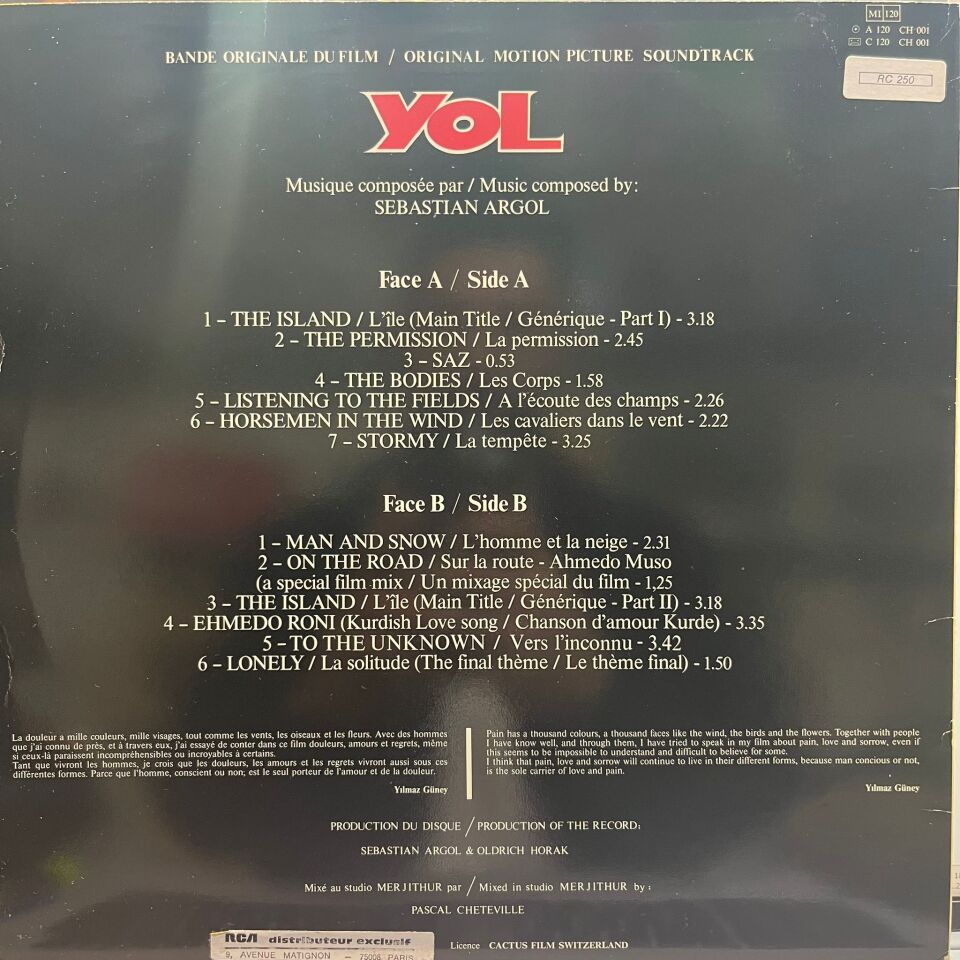 MI 120
A 120 CH 001
C 120 CH 001
RC 250
BANDE ORIGINALE DU FILM / ORIGINAL MOTION PICTURE SOUNDTRACK
YOL
Musique composée par / Music composed by:
SEBASTIAN ARGOL
Face A / Side A
1 – THE ISLAND / L'île (Main Title / Générique - Part I) - 3.18
2 – THE PERMISSION / La permission - 2.45
3 – SAZ - 0.53
4 – THE BODIES / Les Corps - 1.58
5 – LISTENING TO THE FIELDS / A l'écoute des champs - 2.26
6 – HORSEMEN IN THE WIND / Les cavaliers dans le vent - 2.22
7 – STORMY / La tempête - 3.25
Face B / Side B
1 – MAN AND SNOW / L'homme et la neige - 2.31
2 – ON THE ROAD / Sur la route - Ahmedo Muso
(a special film mix / Un mixage spécial du film - 1,25
3 – THE ISLAND / L'île (Main Title / Générique - Part II) - 3.18
4 – EHMEDO RONI (Kurdish Love song / Chanson d'amour Kurde) - 3.35
5 – TO THE UNKNOWN / Vers l'inconnu - 3.42
6 – LONELY / La solitude (The final thème / Le thème final) - 1.50
La douleur a mille couleurs, mille visages, tout comme les vents, les oiseaux et les fleurs. Avec des hommes
que j'ai connu de près, et à travers eux, j'ai essayé de conter dans ce film douleurs, amours et regrets, même
si ceux-là paraissent incompréhensibles ou incroyables à certains.
Tant que vivront les hommes, je crois que les douleurs, les amours et les regrets vivront aussi sous ces
différentes formes. Parce que l'homme, conscient ou non; est le seul porteur de l'amour et de la douleur.
Yılmaz Güney
Pain has a thousand colours, a thousand faces like the wind, the birds and the flowers. Together with people
I have know well, and through them, I have tried to speak in my film about pain, love and sorrow, even if
this seems to be impossible to understand and difficult to believe for some.
I think that pain, love and sorrow will continue to live in their different forms, because man concious or not,
is the sole carrier of love and pain.
Yılmaz Güney
PRODUCTION DU DISQUE / PRODUCTION OF THE RECORD:
SEBASTIAN ARGOL & OLDRICH HORAK
Mixé au studio MERJITHUR par / Mixed in studio MERJITHUR by :
PASCAL CHETEVILLE
RCA distributeur exclusif
9, AVENUE MATIGNON – 75008 PARIS
Licence CACTUS FILM SWITZERLAND